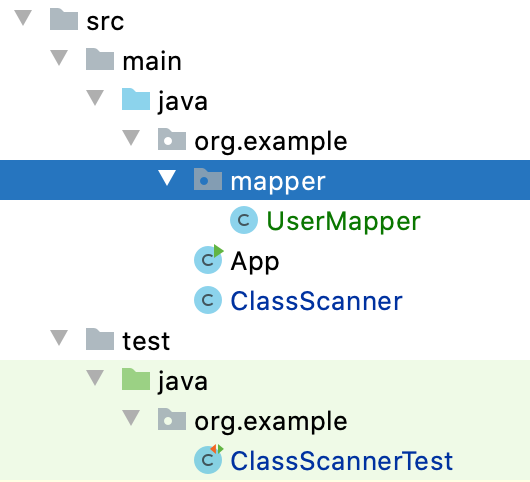 src
main
java
org.example
mapper
C UserMapper
C App
C ClassScanner
test
java
org.example
C ClassScannerTest